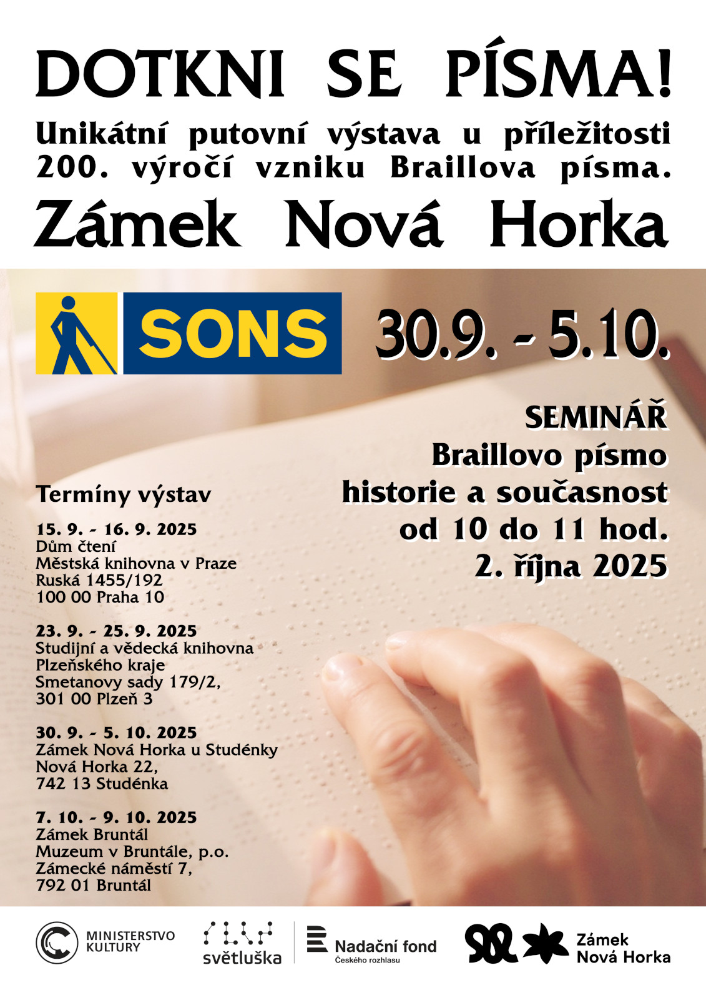 DOTKNI SE PÍSMA!
Unikátní putovní výstava u příležitosti
200. výročí vzniku Braillova písma.
Zámek Nová Horka
SONS
30.9. - 5.10.
SEMINÁŘ
Braillovo písmo
historie a současnost
od 10 do 11 hod.
2. října 2025
Termíny výstav
15. 9. - 16. 9. 2025
Dům čtení
Městská knihovna v Praze
Ruská 1455/192
100 00 Praha 10
23. 9. - 25. 9. 2025
Studijní a vědecká knihovna
Plzeňského kraje
Smetanovy sady 179/2,
301 00 Plzeň 3
30. 9. - 5. 10. 2025
Zámek Nová Horka u Studénky
Nová Horka 22,
742 13 Studénka
7. 10. - 9. 10. 2025
Zámek Bruntál
Muzeum v Bruntále, p.o.
Zámecké náměstí 7,
792 01 Bruntál
MINISTERSTVO
KULTURY
světluška
Nadační fond
Českého rozhlasu
Zámek
Nová Horka